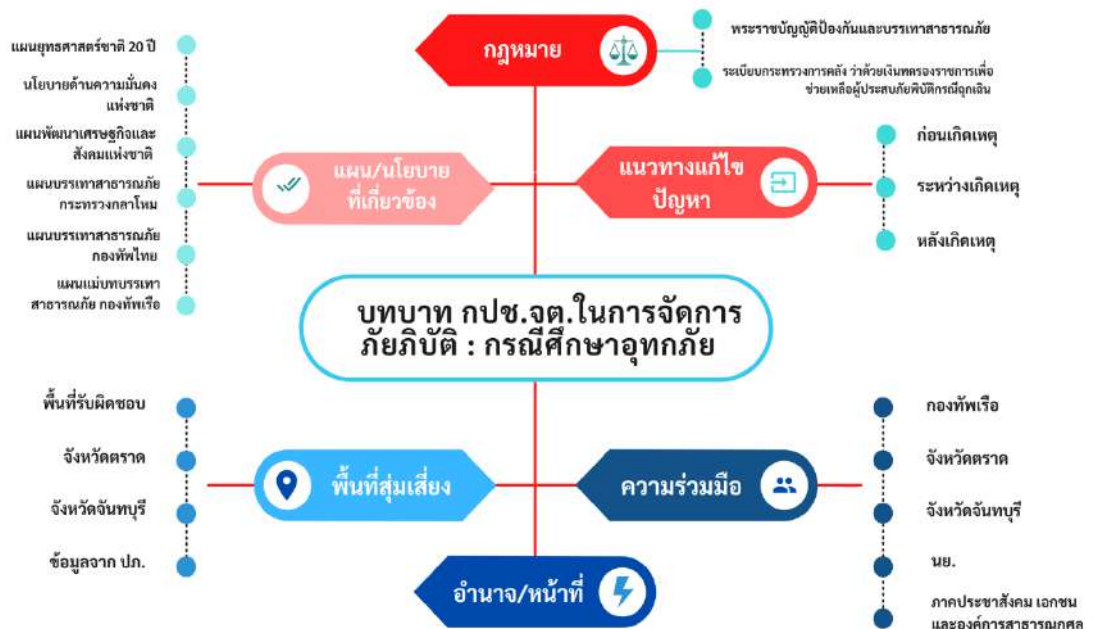 กฎหมาย
พระราชบัญญัติป้องกันและบรรเทาสาธารณภัย
ระเบียบกระทรวงการคลัง ว่าด้วยเงินทดรองราชการเพื่อ
ช่วยเหลือผู้ประสบภัยพิบัติกรณีฉุกเฉิน
แผนยุทธศาสตร์ชาติ 20 ปี
นโยบายด้านความมั่นคง
แห่งชาติ
แผนพัฒนาเศรษฐกิจและ
สังคมแห่งชาติ
แผนบรรเทาสาธารณภัย
กระทรวงกลาโหม
แผนบรรเทาสาธารณภัย
กองทัพไทย
แผนแม่บทบรรเทา
สาธารณภัย กองทัพเรือ
แผน/นโยบาย
ที่เกี่ยวข้อง
แนวทางแก้ไข
ปัญหา
ก่อนเกิดเหตุ
ระหว่างเกิดเหตุ
หลังเกิดเหตุ
บทบาท กปช.จต.ในการจัดการ
ภัยภิบัติ : กรณีศึกษาอุทกภัย
พื้นที่รับผิดชอบ
จังหวัดตราด
จังหวัดจันทบุรี
ข้อมูลจาก ปภ.
พื้นที่สุ่มเสี่ยง
ความร่วมมือ
กองทัพเรือ
จังหวัดตราด
จังหวัดจันทบุรี
นย.
ภาคประชาสังคม เอกชน
และองค์การสาธารณกุศล
อำนาจ/หน้าที่